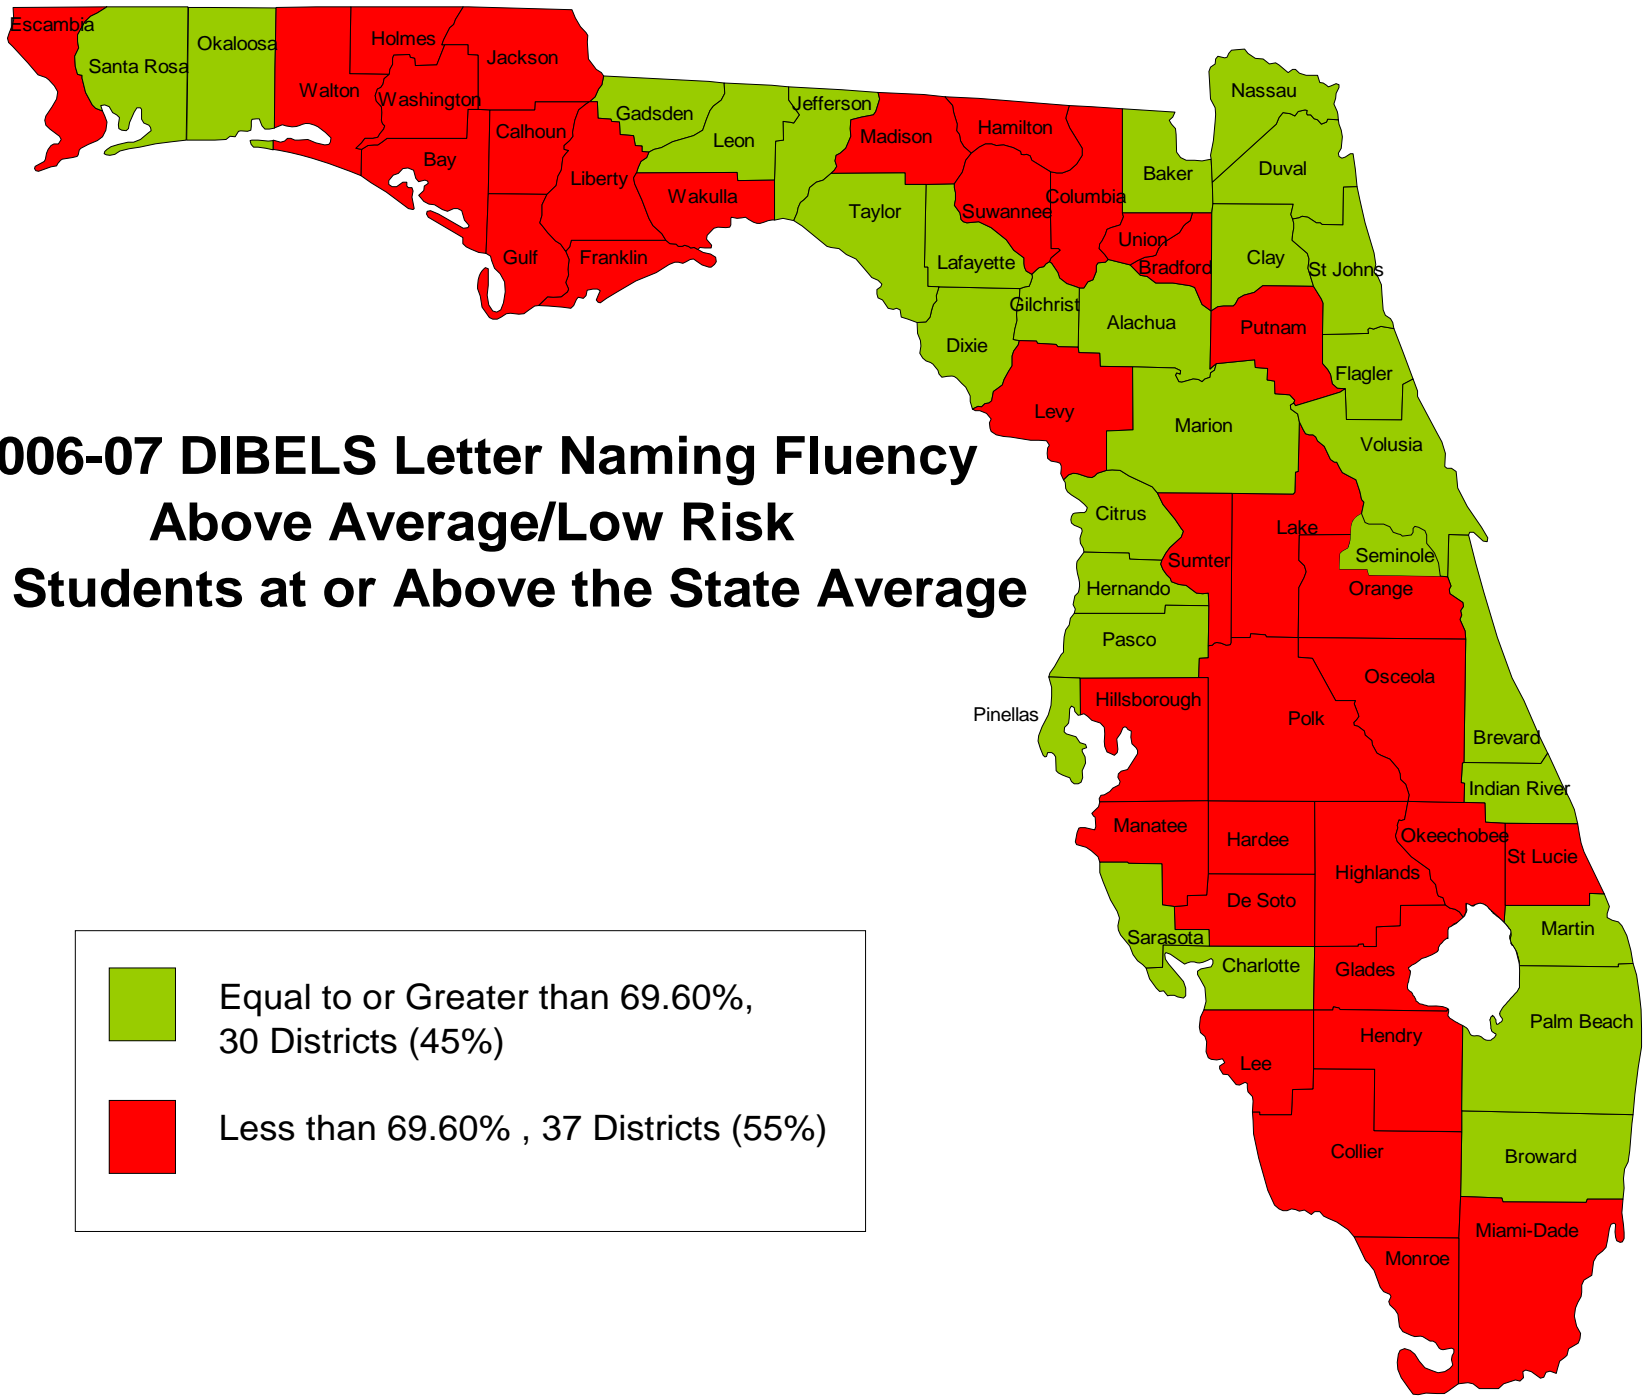 Escambia
Santa Rosa
Okaloosa
Walton
Holmes
Washington
Jackson
Bay
Calhoun
Gulf
Liberty
Franklin
Gadsden
Leon
Wakulla
Jefferson
Madison
Taylor
Hamilton
Suwannee
Lafayette
Columbia
Dixie
Gilchrist
Baker
Union
Bradford
Alachua
Nassau
Duval
Clay
St Johns
Putnam
Flagler
Levy
Marion
Volusia
006-07 DIBELS Letter Naming Fluency
Above Average/Low Risk
Students at or Above the State Average
Citrus
Sumter
Lake
Seminole
Hernando
Orange
Pasco
Osceola
Pinellas
Hillsborough
Polk
Brevard
Indian River
Manatee
Hardee
Highlands
Okeechobee
St Lucie
De Soto
Sarasota
Charlotte
Glades
Martin
Palm Beach
Lee
Hendry
Collier
Broward
Miami-Dade
Monroe
Equal to or Greater than 69.60%,
30 Districts (45%)
Less than 69.60% , 37 Districts (55%)